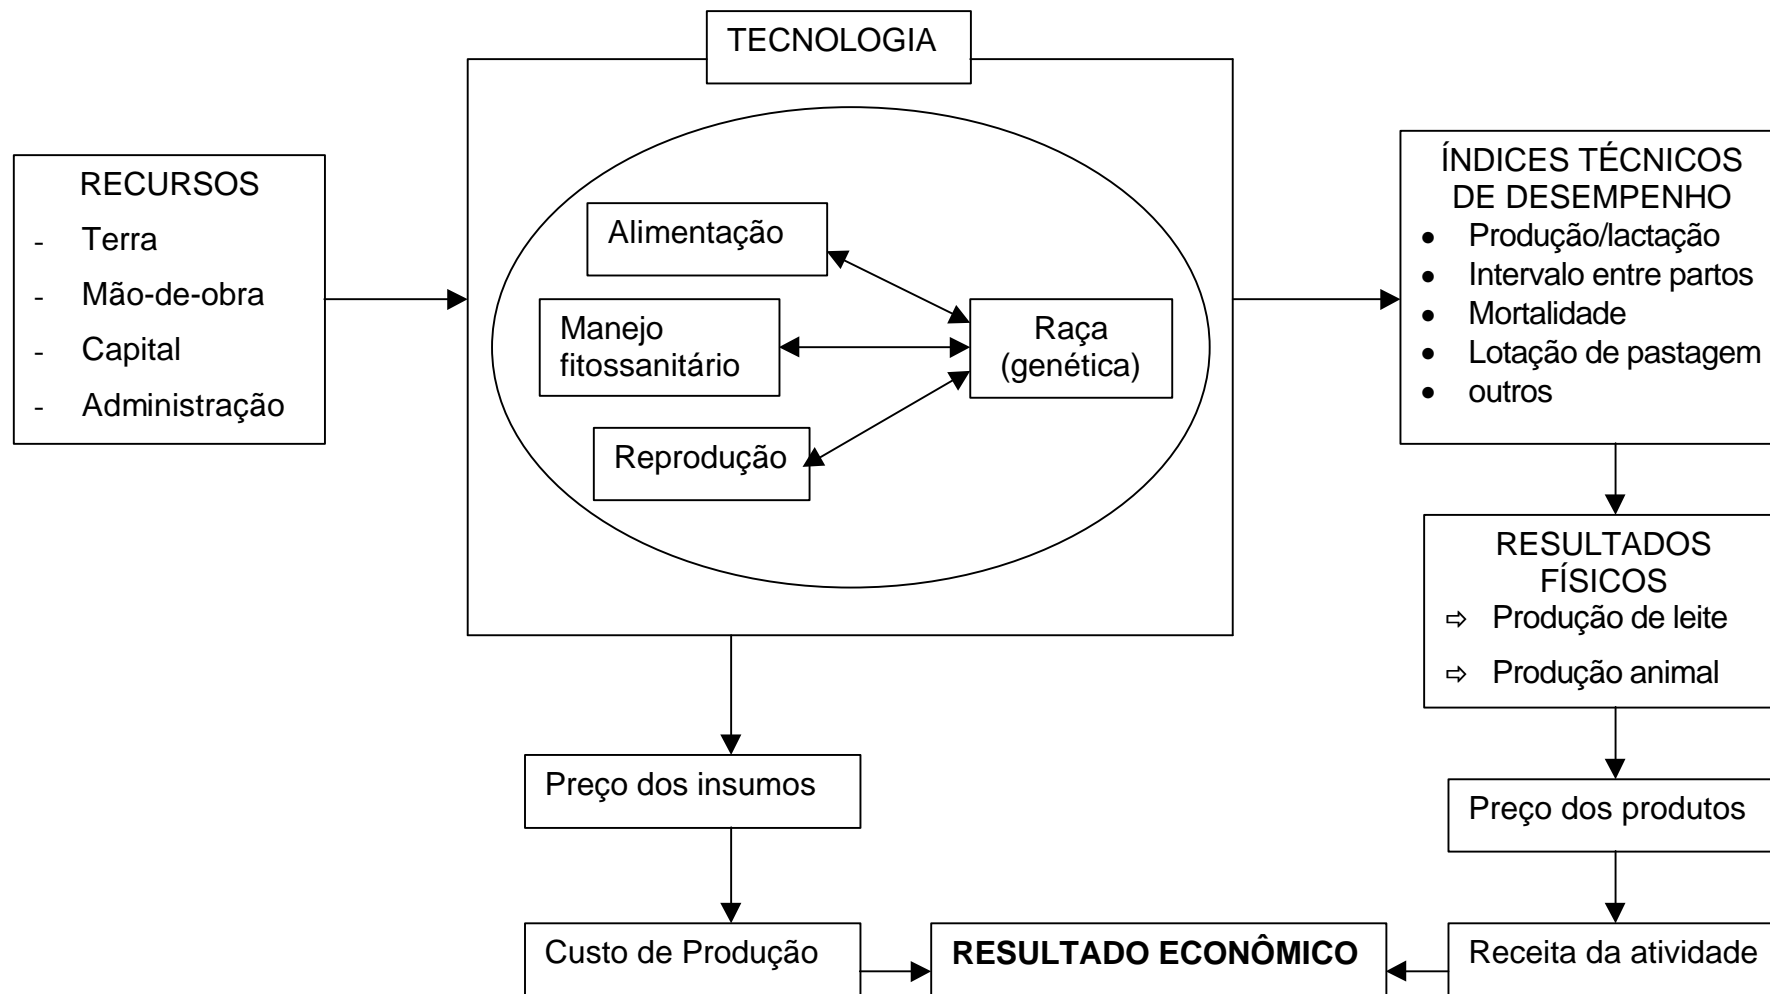 TECNOLOGIA
RECURSOS
- Terra
- Mão-de-obra
- Capital
- Administração
Alimentação
Manejo
fitossanitário
Reprodução
Raça
(genética)
ÍNDICES TÉCNICOS
DE DESEMPENHO
• Produção/lactação
• Intervalo entre partos
• Mortalidade
• Lotação de pastagem
• outros
RESULTADOS
FÍSICOS
⇨ Produção de leite
⇨ Produção animal
Preço dos insumos
Preço dos produtos
Custo de Produção
RESULTADO ECONÔMICO
Receita da atividade